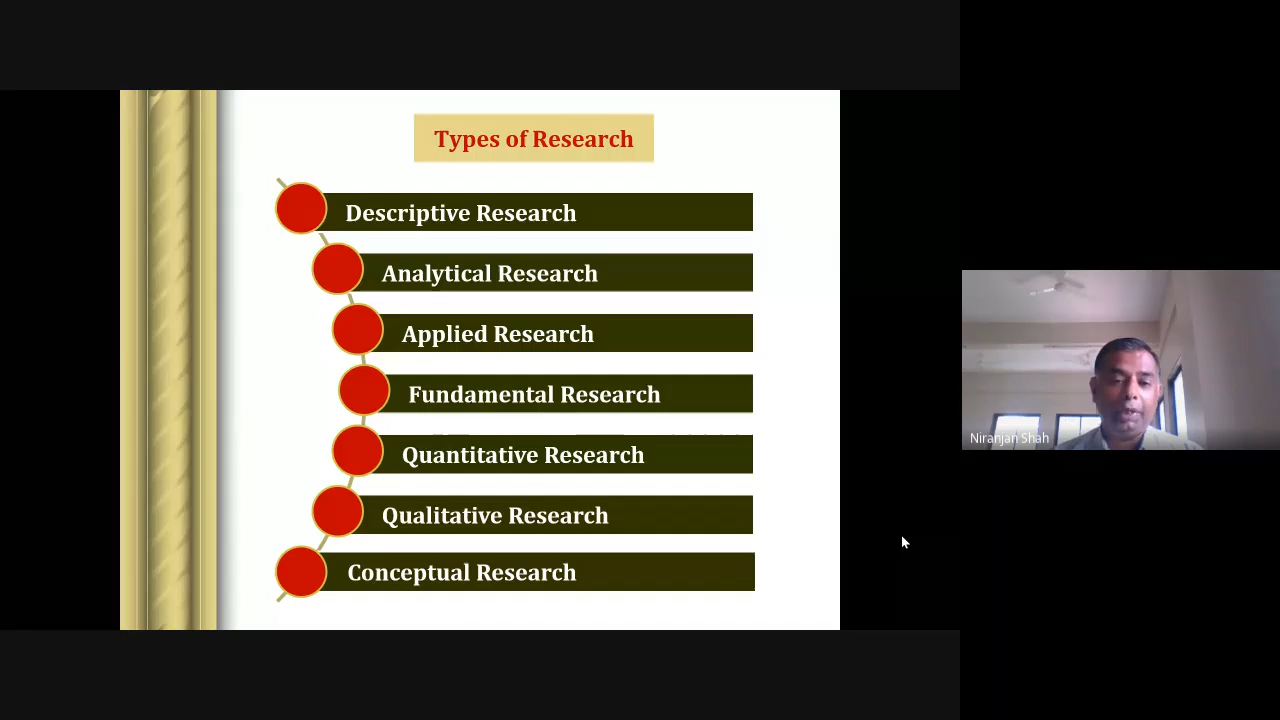 Types of Research
Descriptive Research
Analytical Research
Applied Research
Fundamental Research
Quantitative Research
Qualitative Research
Conceptual Research
Niranjan Shah